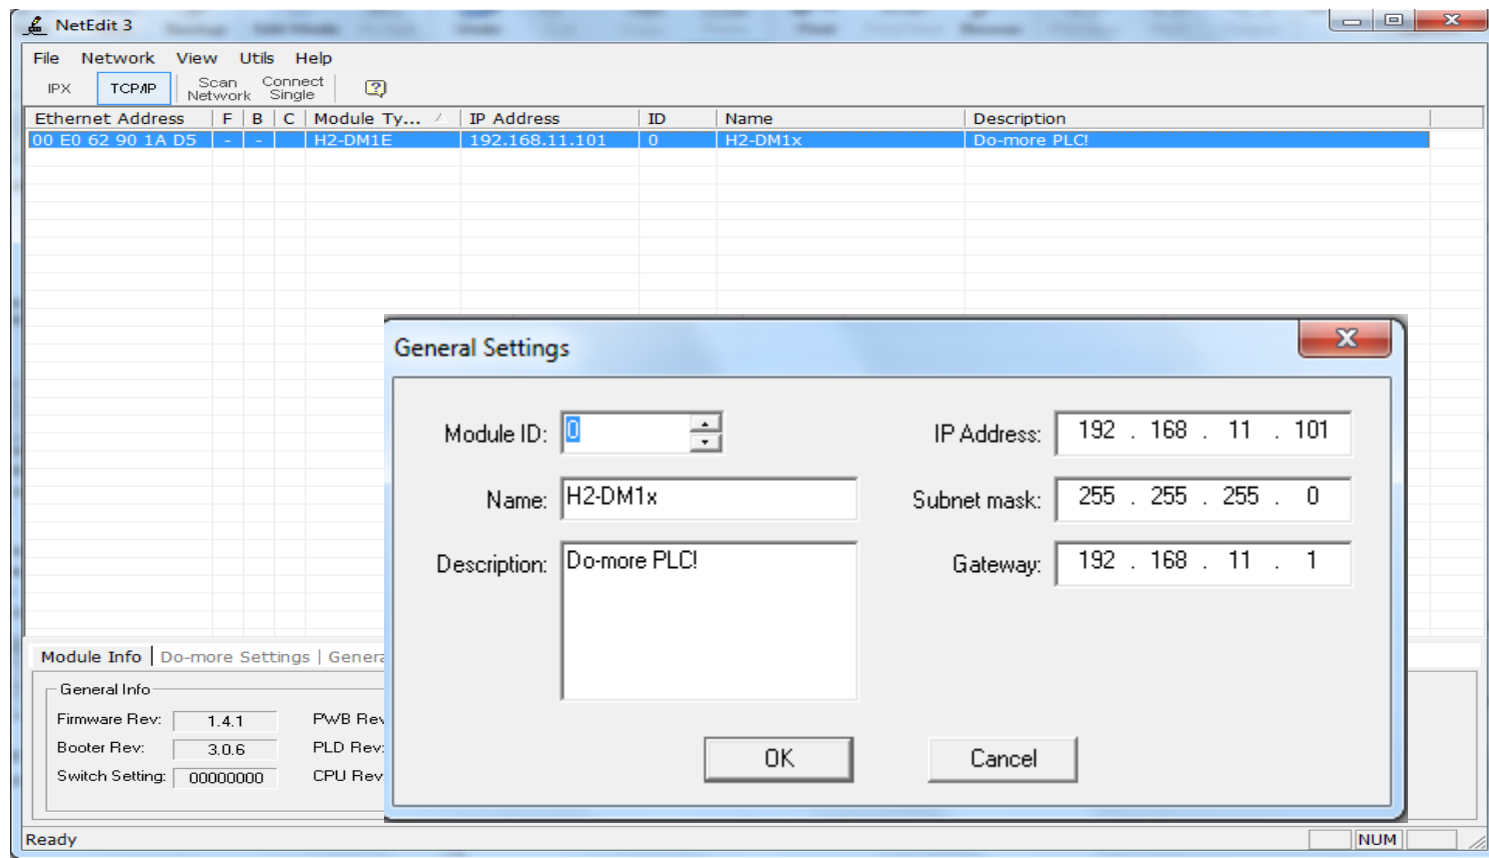 NetEdit 3
File Network View Utils Help
IPX TCP/IP Scan Network Connect Single
Ethernet Address F B C Module Ty... IP Address ID Name Description
00 E0 62 90 1A D5 - - H2-DM1E 192.168.11.101 0 H2-DM1x Do-more PLC!
General Settings
Module ID: 0 IP Address: 192 . 168 . 11 . 101
Name: H2-DM1x Subnet mask: 255 . 255 . 255 . 0
Description: Do-more PLC! Gateway: 192 . 168 . 11 . 1
OK Cancel
Module Info Do-more Settings Genera
General Info
Firmware Rev: 1.4.1 PWB Rev
Booter Rev: 3.0.6 PLD Rev:
Switch Setting: 00000000 CPU Rev
Ready NUM